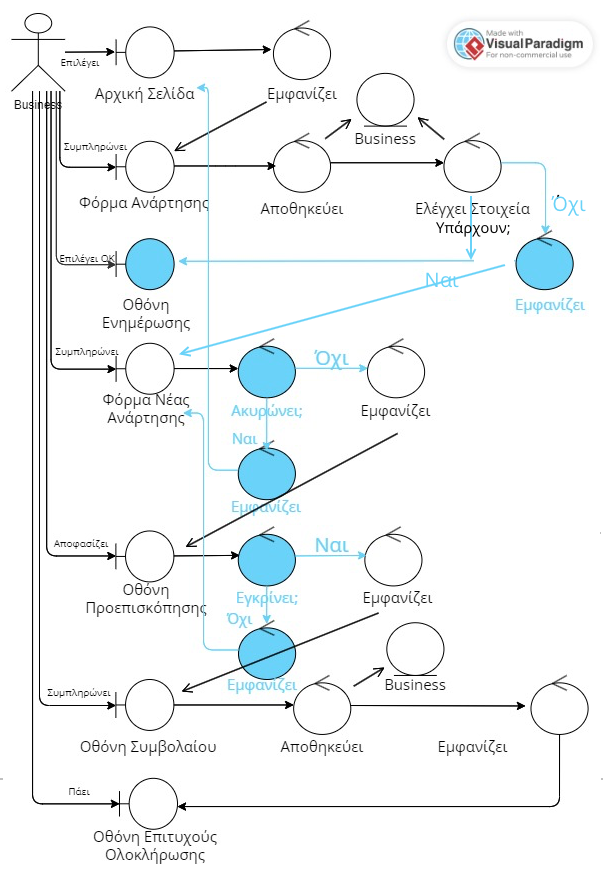 Made with
Visual Paradigm
For non-commercial use
Επιλέγει
Αρχική Σελίδα
Εμφανίζει
Business
Business
Συμπληρώνει
Φόρμα Ανάρτησης
Αποθηκεύει
Ελέγχει Στοιχεία
Υπάρχουν;
Όχι
Επιλέγει ΟΚ
Ναι
Εμφανίζει
Οθόνη
Ενημέρωσης
Συμπληρώνει
Όχι
Φόρμα Νέας
Ανάρτησης
Ακυρώνει;
Εμφανίζει
Ναι
Εμφανίζει
Αποφασίζει
Ναι
Οθόνη
Προεπισκόπησης
Εγκρίνει;
Εμφανίζει
Όχι
Εμφανίζει
Business
Συμπληρώνει
Οθόνη Συμβολαίου
Αποθηκεύει
Εμφανίζει
Πάει
Οθόνη Επιτυχούς
Ολοκλήρωσης